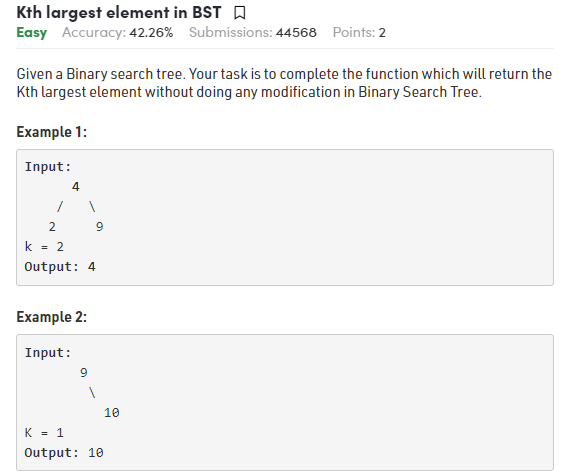 Kth largest element in BST
Easy Accuracy: 42.26% Submissions: 44568 Points: 2
Given a Binary search tree. Your task is to complete the function which will return the
Kth largest element without doing any modification in Binary Search Tree.
Example 1:
Input:
      4
    /   \
   2     9
k = 2
Output: 4
Example 2:
Input:
       9
        \
          10
K = 1
Output: 10